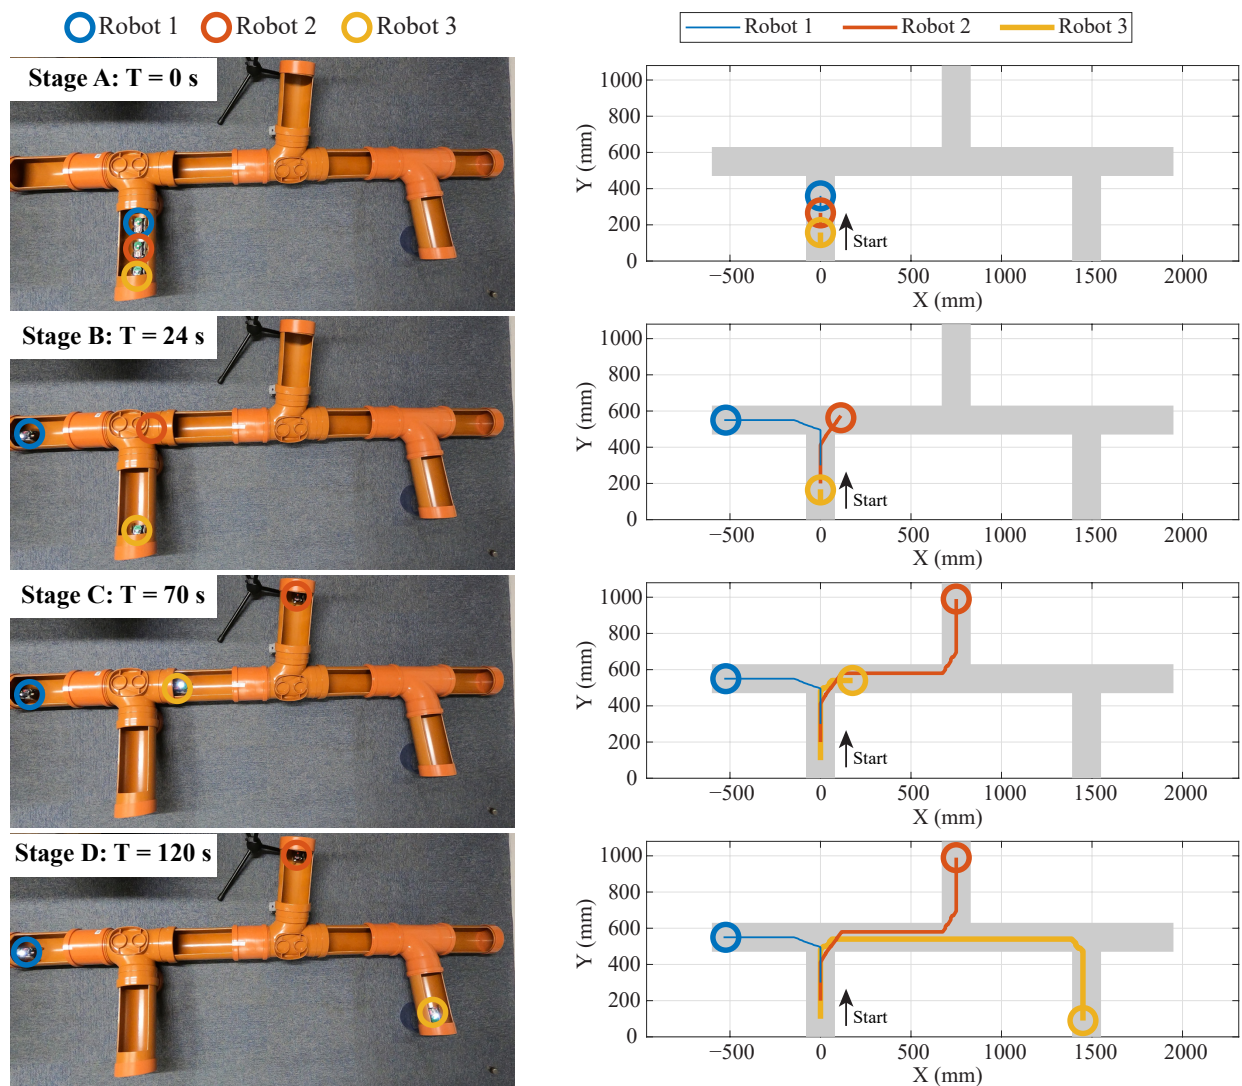 Robot 1 Robot 2 Robot 3
Robot 1 Robot 2 Robot 3
Stage A: T = 0 s
1000
800
600
400
200
0
Y (mm)
Start
−500 0 500 1000 1500 2000
X (mm)
Stage B: T = 24 s
1000
800
600
400
200
0
Y (mm)
Start
−500 0 500 1000 1500 2000
X (mm)
Stage C: T = 70 s
1000
800
600
400
200
0
Y (mm)
Start
−500 0 500 1000 1500 2000
X (mm)
Stage D: T = 120 s
1000
800
600
400
200
0
Y (mm)
Start
−500 0 500 1000 1500 2000
X (mm)